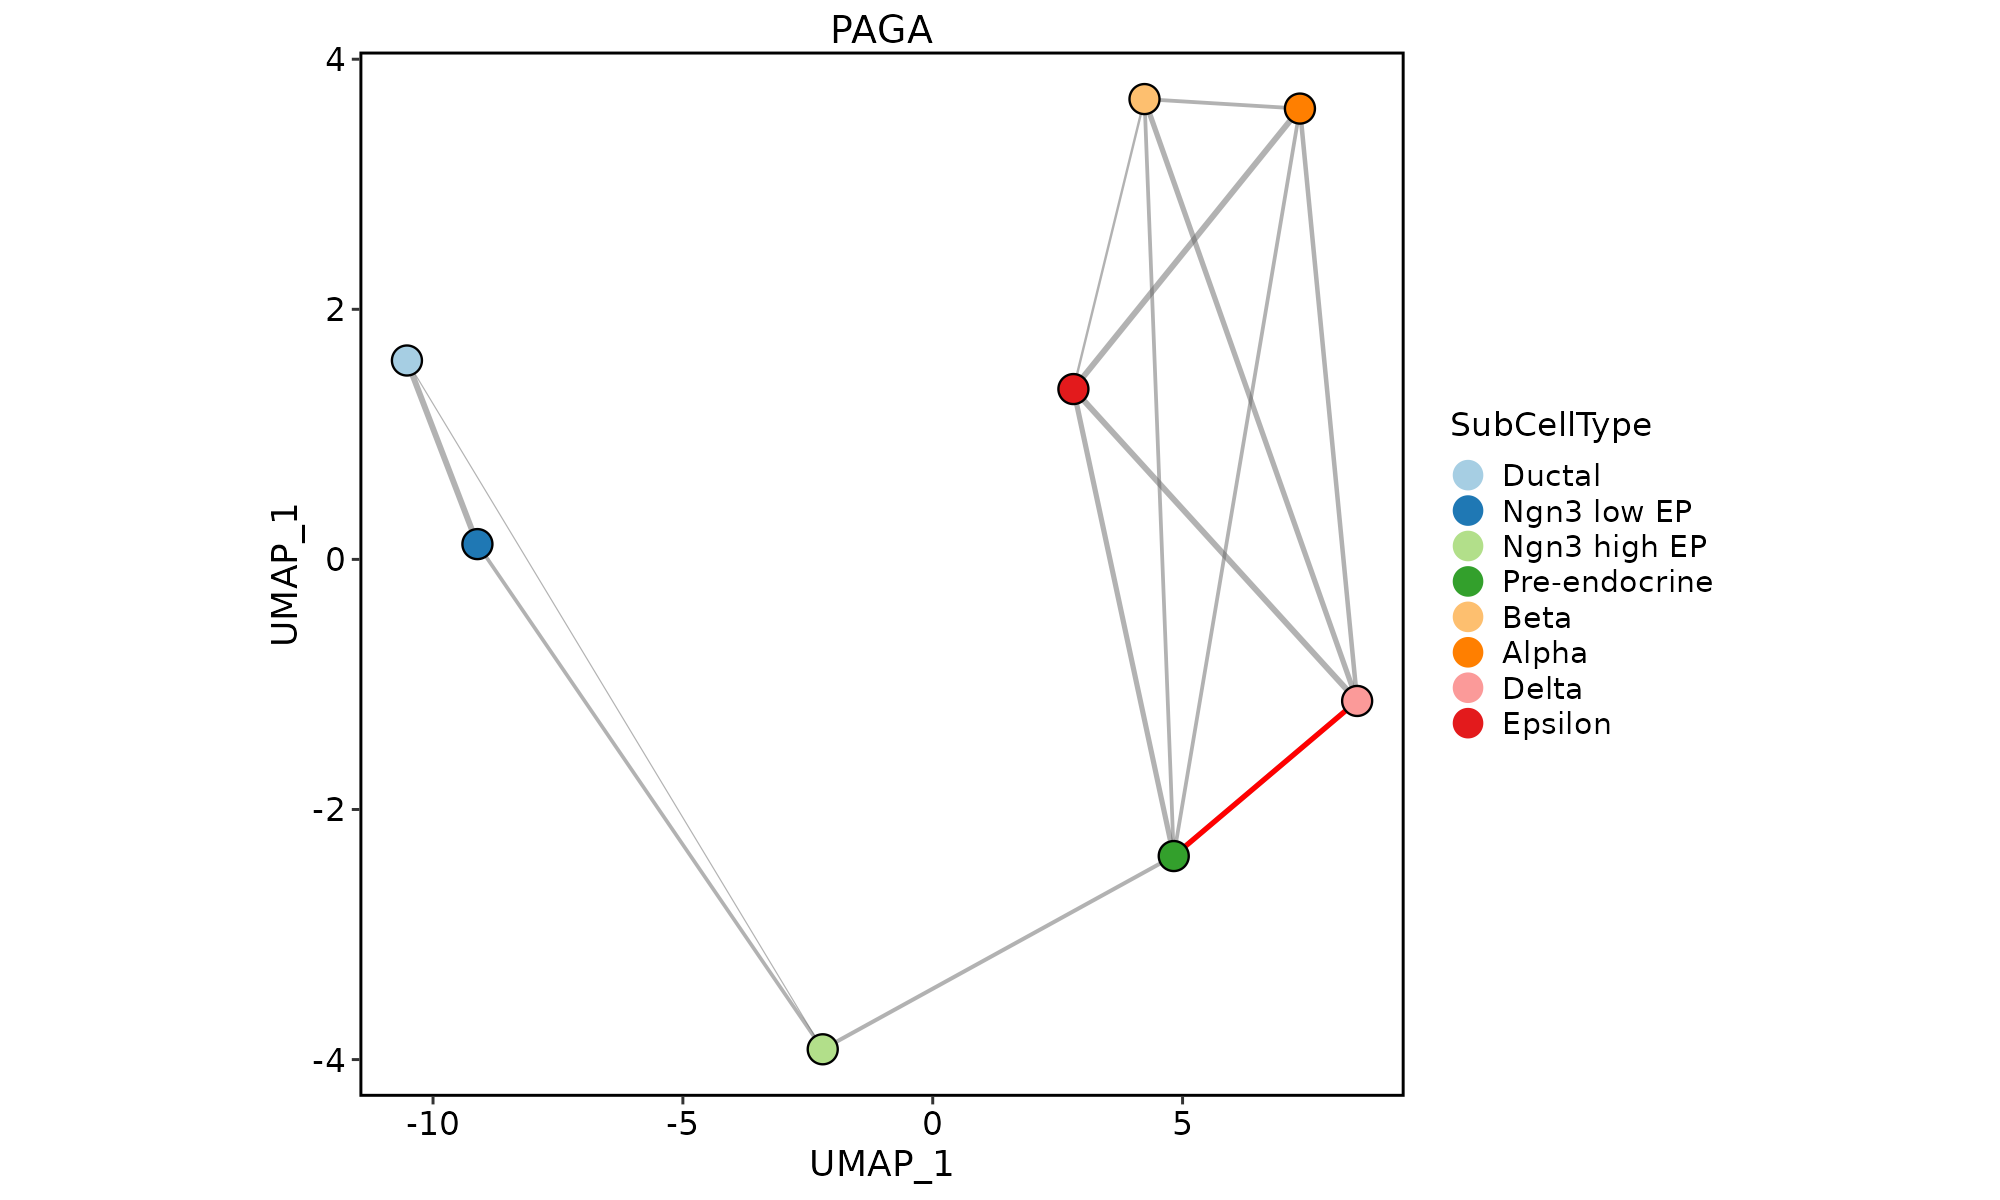 PAGA
4
2
0
-2
-4
UMAP_1
-10
-5
0
5
UMAP_1
SubCellType
Ductal
Ngn3 low EP
Ngn3 high EP
Pre-endocrine
Beta
Alpha
Delta
Epsilon